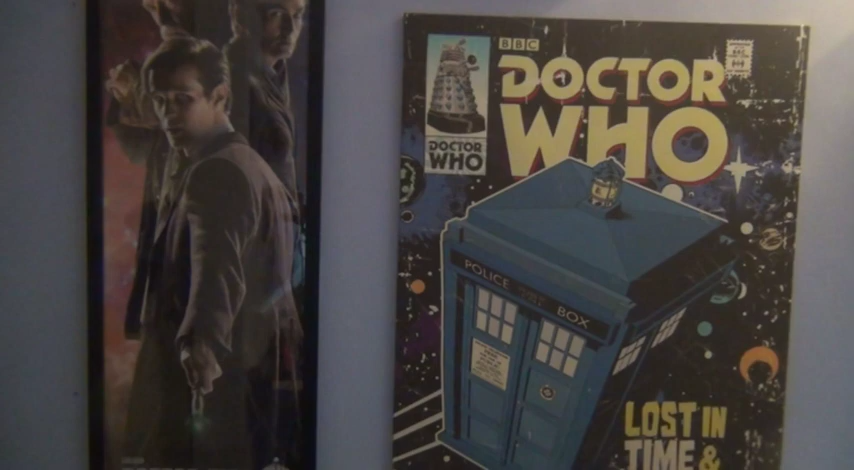 BBC
DOCTOR
WHO
DOCTOR
WHO
POLICE
BOX
LOST IN
TIME &